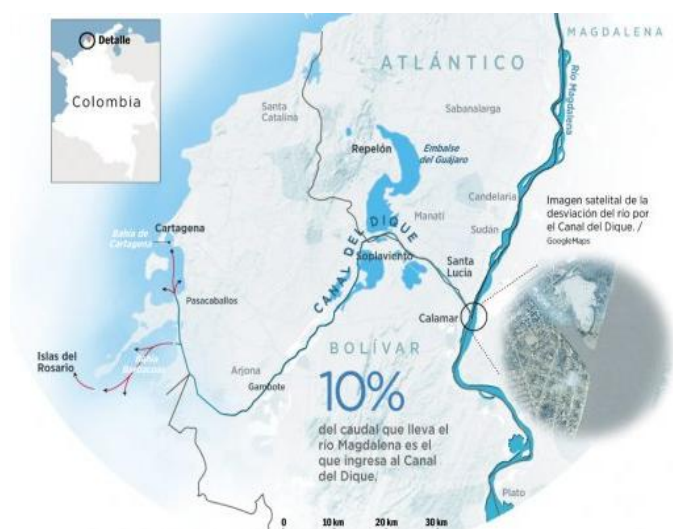 Detalle
Colombia
MAGDALENA
ATLÁNTICO
Río Magdalena
Santa
Catalina
Sabanalarga
Repelón
Embalse
del Guájaro
Candelaria
Imagen satelital de la
desviación del río por
el Canal del Dique. /
GoogleMaps
Bahía de
Cartagena
Cartagena
Manatí
Sudán
CANAL DEL DIQUE
Soplaviento
Santa
Lucía
Pasacaballos
Calamar
Islas del
Rosario
Bahía
Barbacoas
BOLÍVAR
Arjona
Gambote
10%
del caudal que lleva el
río Magdalena es el
que ingresa al Canal
del Dique.
Plato
0 10 km 20 km 30 km